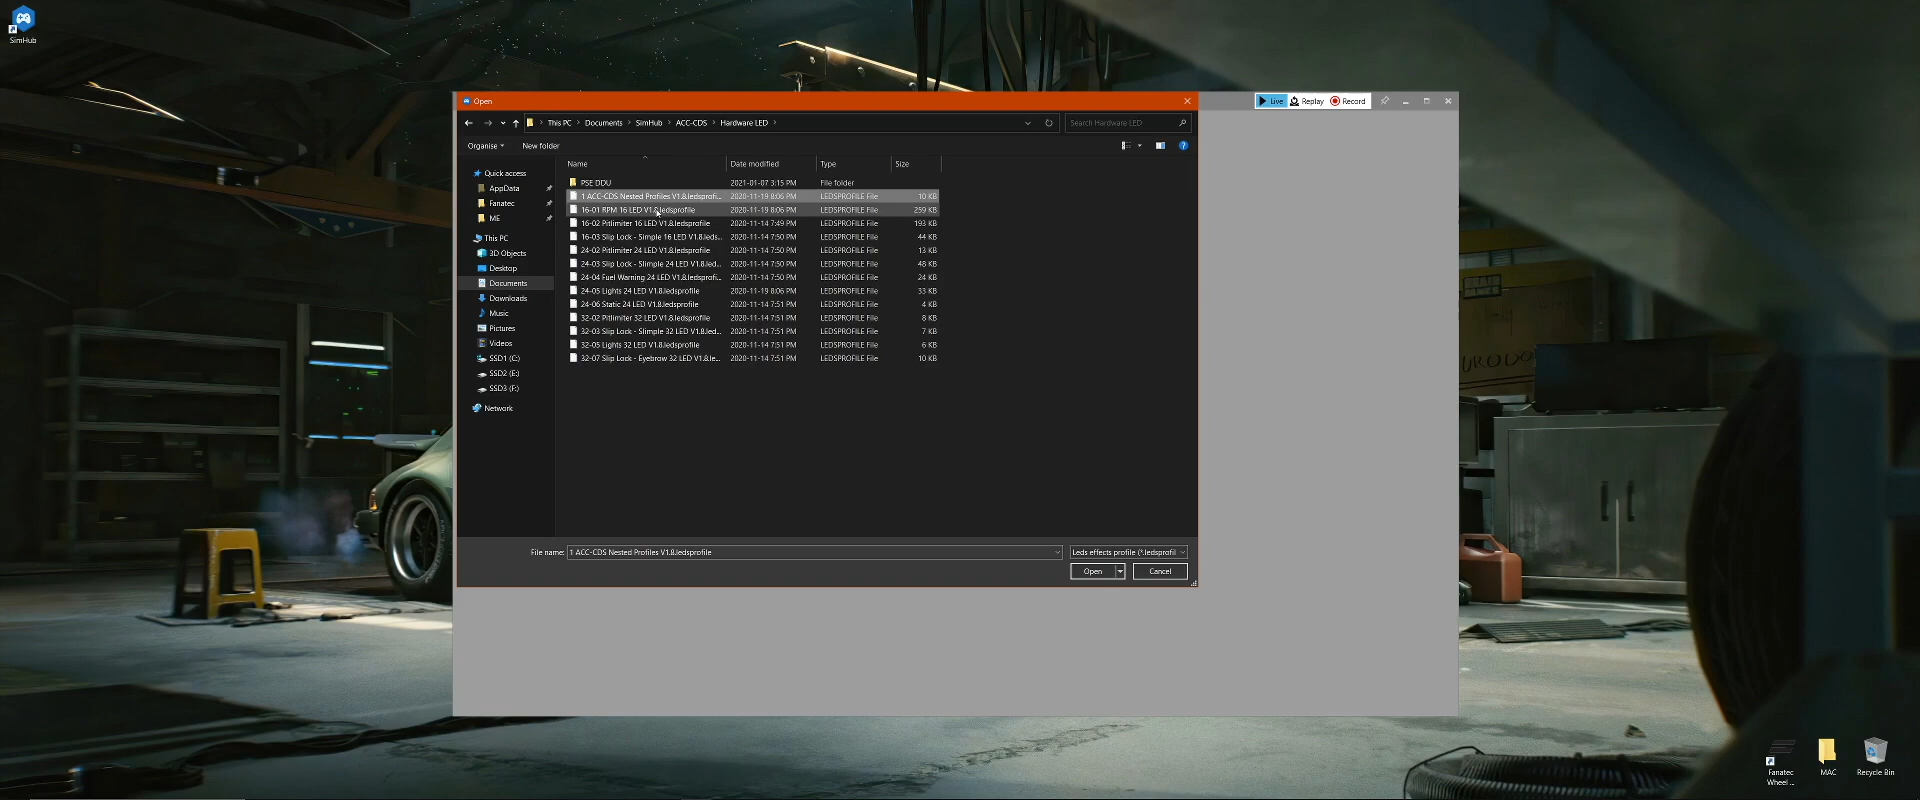 SimHub
Open
Live
Replay
Record
This PC
Documents
SimHub
ACC-CDS
Hardware LED
Search Hardware LED
Organise
New folder
Name
Date modified
Type
Size
Quick access
AppData
Fanatec
ME
This PC
3D Objects
Desktop
Documents
Downloads
Music
Pictures
Videos
SSD1 (C:)
SSD2 (E:)
SSD3 (F:)
Network
PSE DDU 2021-01-07 3:15 PM File folder
1 ACC-CDS Nested Profiles V1.8.ledsprofi... 2020-11-19 8:06 PM LEDSPROFILE File 10 KB
16-01 RPM 16 LED V1.8.ledsprofile 2020-11-19 8:06 PM LEDSPROFILE File 259 KB
16-02 Pitlimiter 16 LED V1.8.ledsprofile 2020-11-14 7:49 PM LEDSPROFILE File 193 KB
16-03 Slip Lock - Simple 16 LED V1.8.leds... 2020-11-14 7:50 PM LEDSPROFILE File 44 KB
24-02 Pitlimiter 24 LED V1.8.ledsprofile 2020-11-14 7:50 PM LEDSPROFILE File 13 KB
24-03 Slip Lock - Slimple 24 LED V1.8.led... 2020-11-14 7:50 PM LEDSPROFILE File 48 KB
24-04 Fuel Warning 24 LED V1.8.ledsprofi... 2020-11-14 7:50 PM LEDSPROFILE File 24 KB
24-05 Lights 24 LED V1.8.ledsprofile 2020-11-19 8:06 PM LEDSPROFILE File 33 KB
24-06 Static 24 LED V1.8.ledsprofile 2020-11-14 7:51 PM LEDSPROFILE File 4 KB
32-02 Pitlimiter 32 LED V1.8.ledsprofile 2020-11-14 7:51 PM LEDSPROFILE File 8 KB
32-03 Slip Lock - Slimple 32 LED V1.8.led... 2020-11-14 7:51 PM LEDSPROFILE File 7 KB
32-05 Lights 32 LED V1.8.ledsprofile 2020-11-14 7:51 PM LEDSPROFILE File 6 KB
32-07 Slip Lock - Eyebrow 32 LED V1.8.le... 2020-11-14 7:51 PM LEDSPROFILE File 10 KB
File name: 1 ACC-CDS Nested Profiles V1.8.ledsprofile
Leds effects profile (*.ledsprofil
Open
Cancel
Fanatec
Wheel ...
MAC
Recycle Bin